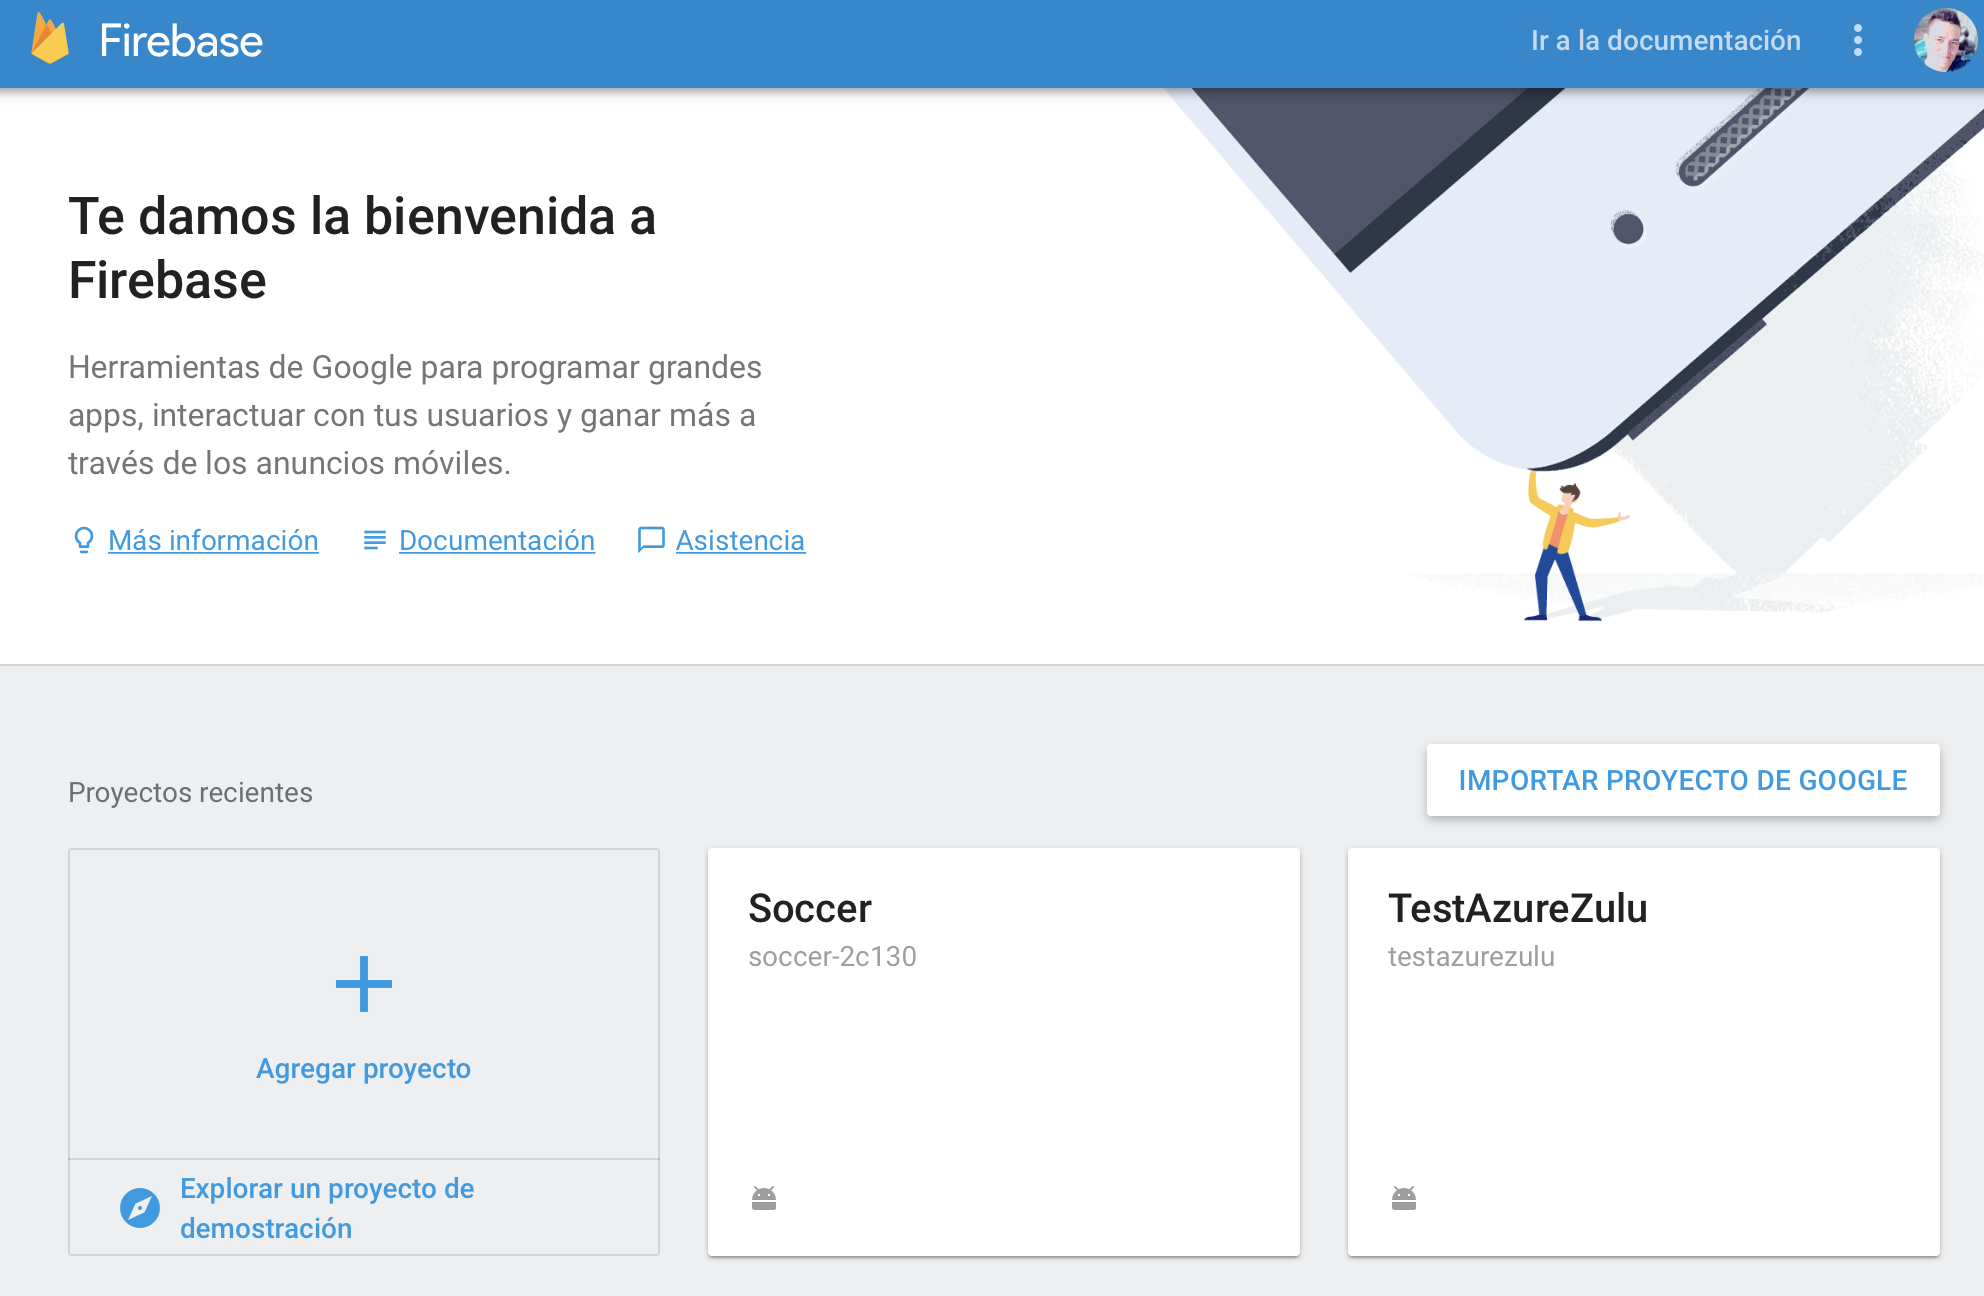 Firebase
Ir a la documentación
Te damos la bienvenida a
Firebase
Herramientas de Google para programar grandes
apps, interactuar con tus usuarios y ganar más a
través de los anuncios móviles.
Más información
Documentación
Asistencia
Proyectos recientes
IMPORTAR PROYECTO DE GOOGLE
Agregar proyecto
Explorar un proyecto de
demostración
Soccer
soccer-2c130
TestAzureZulu
testazurezulu